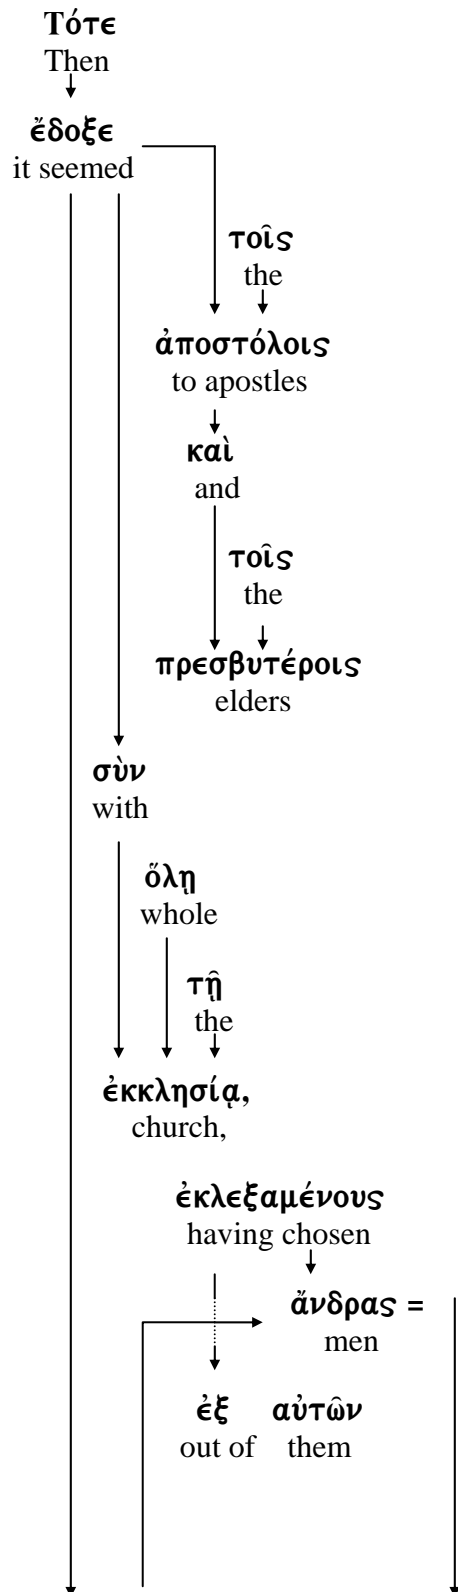 Τότε
Then
ἔδοξε
it seemed
τοῖς
the
ἀποστόλοις
to apostles
καὶ
and
τοῖς
the
πρεσβυτέροις
elders
σὺν
with
ὅλῃ
whole
τῇ
the
ἐκκλησίᾳ,
church,
ἐκλεξαμένους
having chosen
ἄνδρας =
men
ἐξ αὐτῶν
out of them